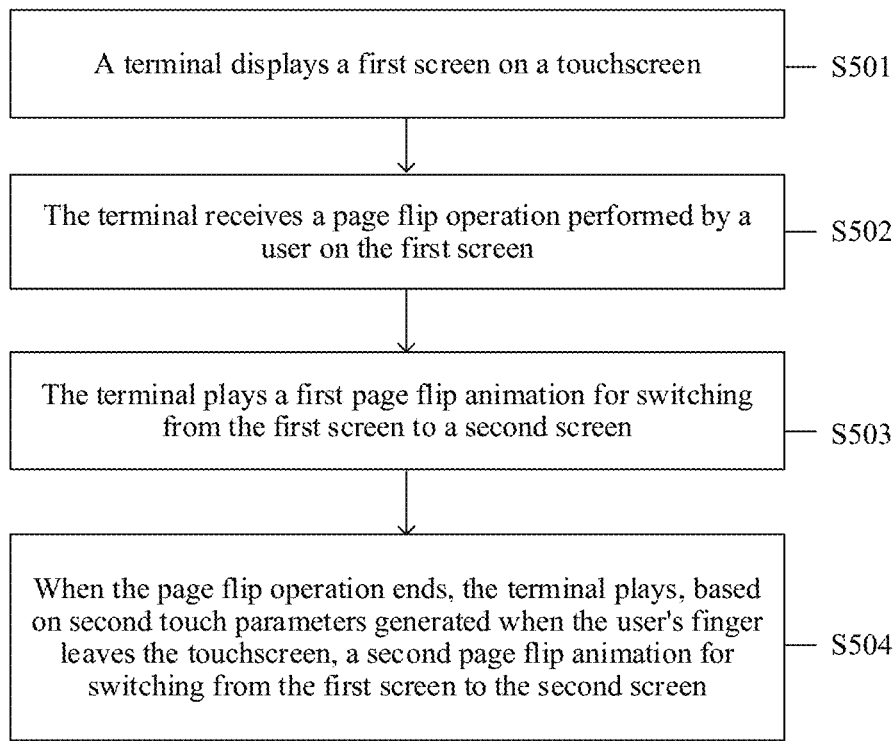 A terminal displays a first screen on a touchscreen
S501
The terminal receives a page flip operation performed by a
user on the first screen
S502
The terminal plays a first page flip animation for switching
from the first screen to a second screen
S503
When the page flip operation ends, the terminal plays, based
on second touch parameters generated when the user's finger
leaves the touchscreen, a second page flip animation for
switching from the first screen to the second screen
S504